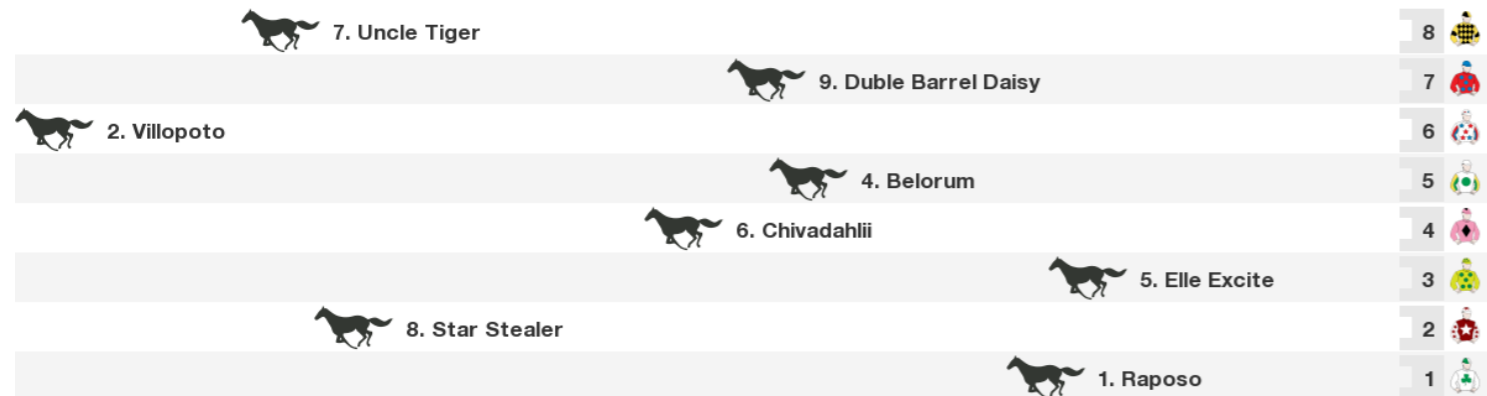 7. Uncle Tiger 8
9. Duble Barrel Daisy 7
2. Villopoto 6
4. Belorum 5
6. Chivadahlii 4
5. Elle Excite 3
8. Star Stealer 2
1. Raposo 1